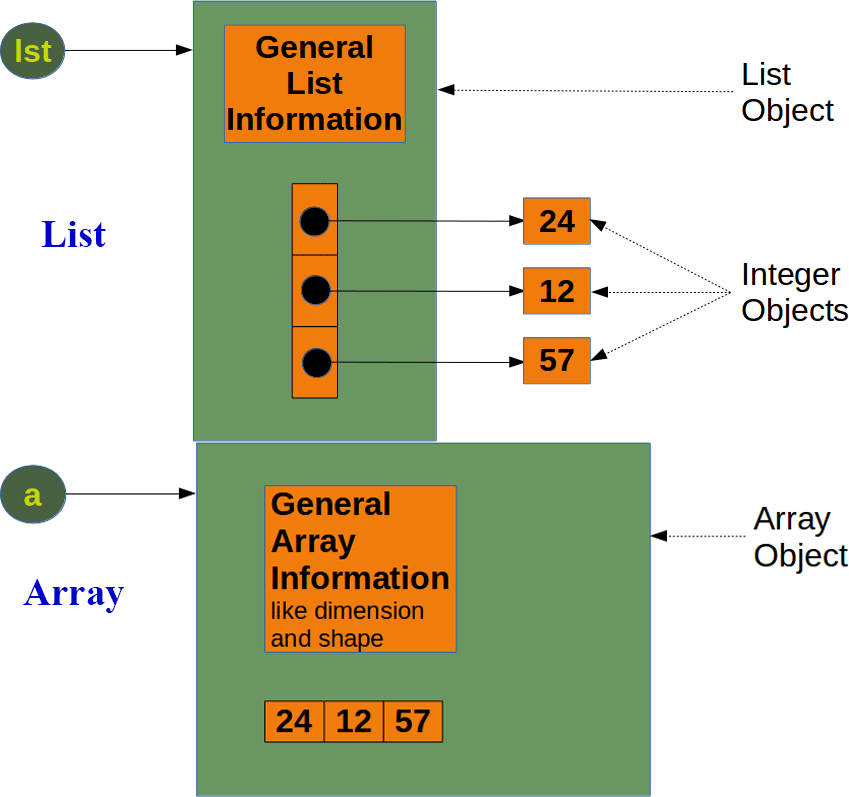 lst
General
List
Information
List
Object
List
24
12
57
Integer
Objects
a
General
Array
Information
like dimension
and shape
Array
Object
Array
24 12 57